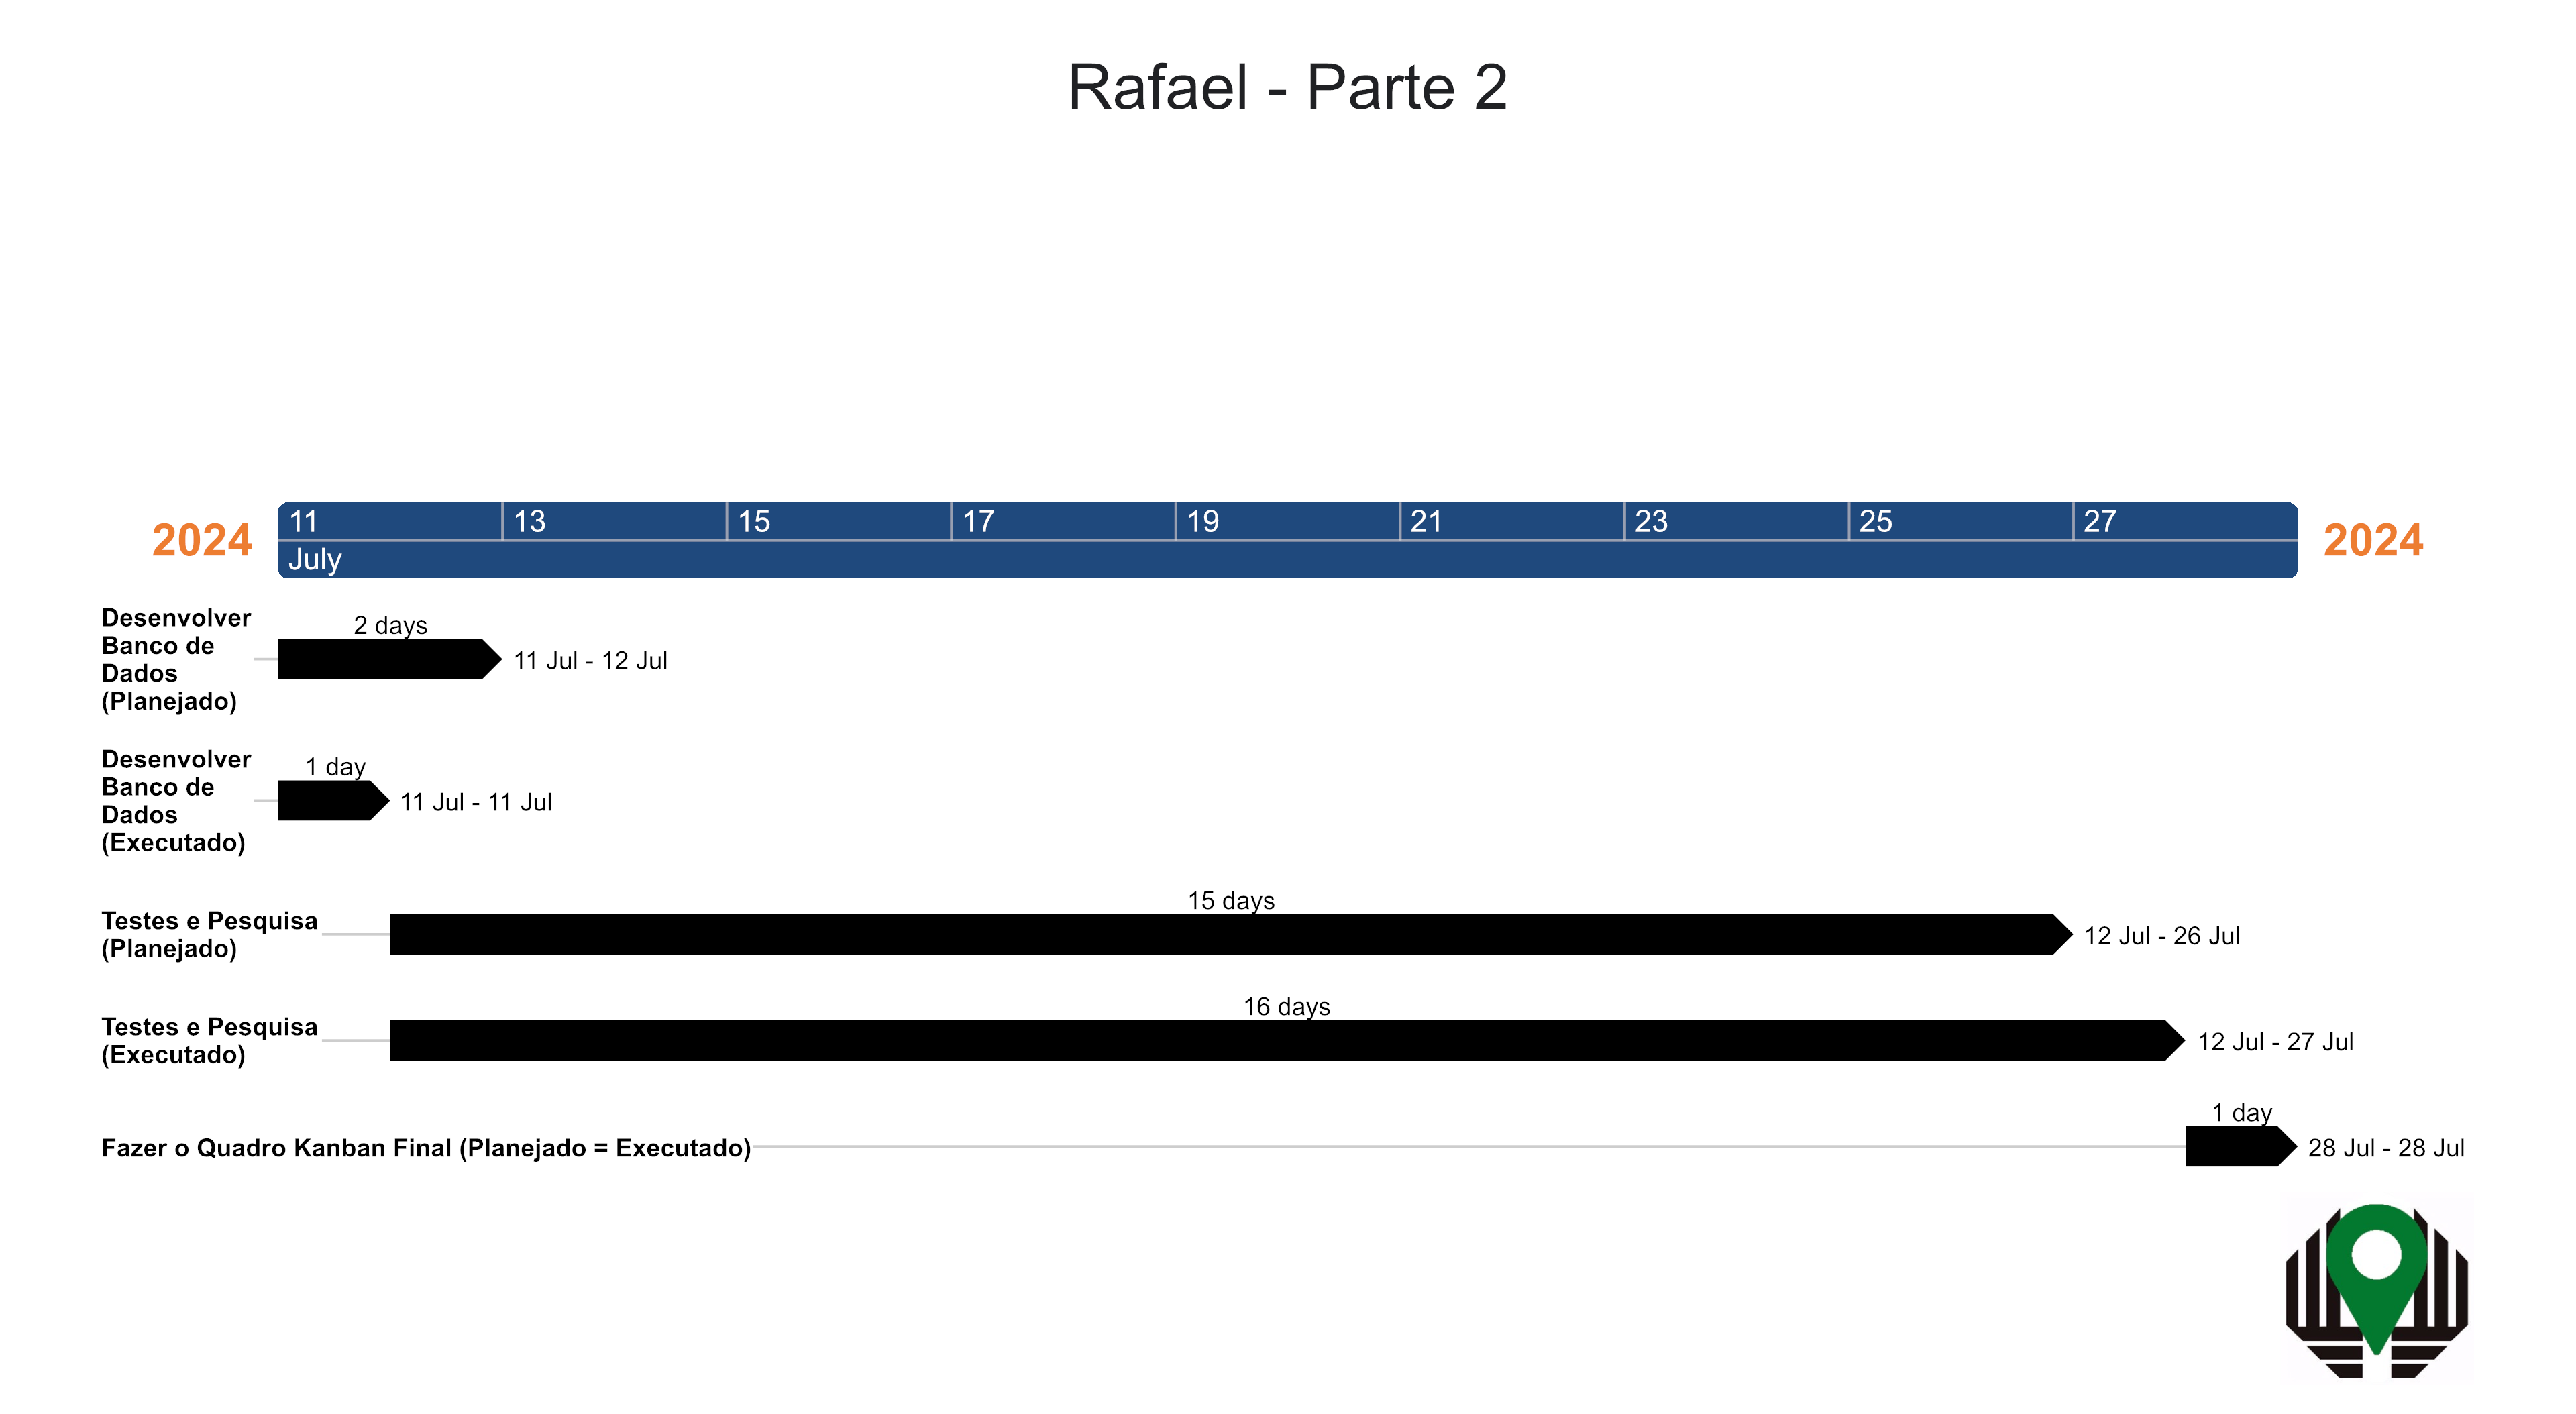 Rafael - Parte 2
2024
11 13 15 17 19 21 23 25 27
July
2024
Desenvolver
Banco de
Dados
(Planejado)
2 days
11 Jul - 12 Jul
Desenvolver
Banco de
Dados
(Executado)
1 day
11 Jul - 11 Jul
Testes e Pesquisa
(Planejado)
15 days
12 Jul - 26 Jul
Testes e Pesquisa
(Executado)
16 days
12 Jul - 27 Jul
Fazer o Quadro Kanban Final (Planejado = Executado)
1 day
28 Jul - 28 Jul